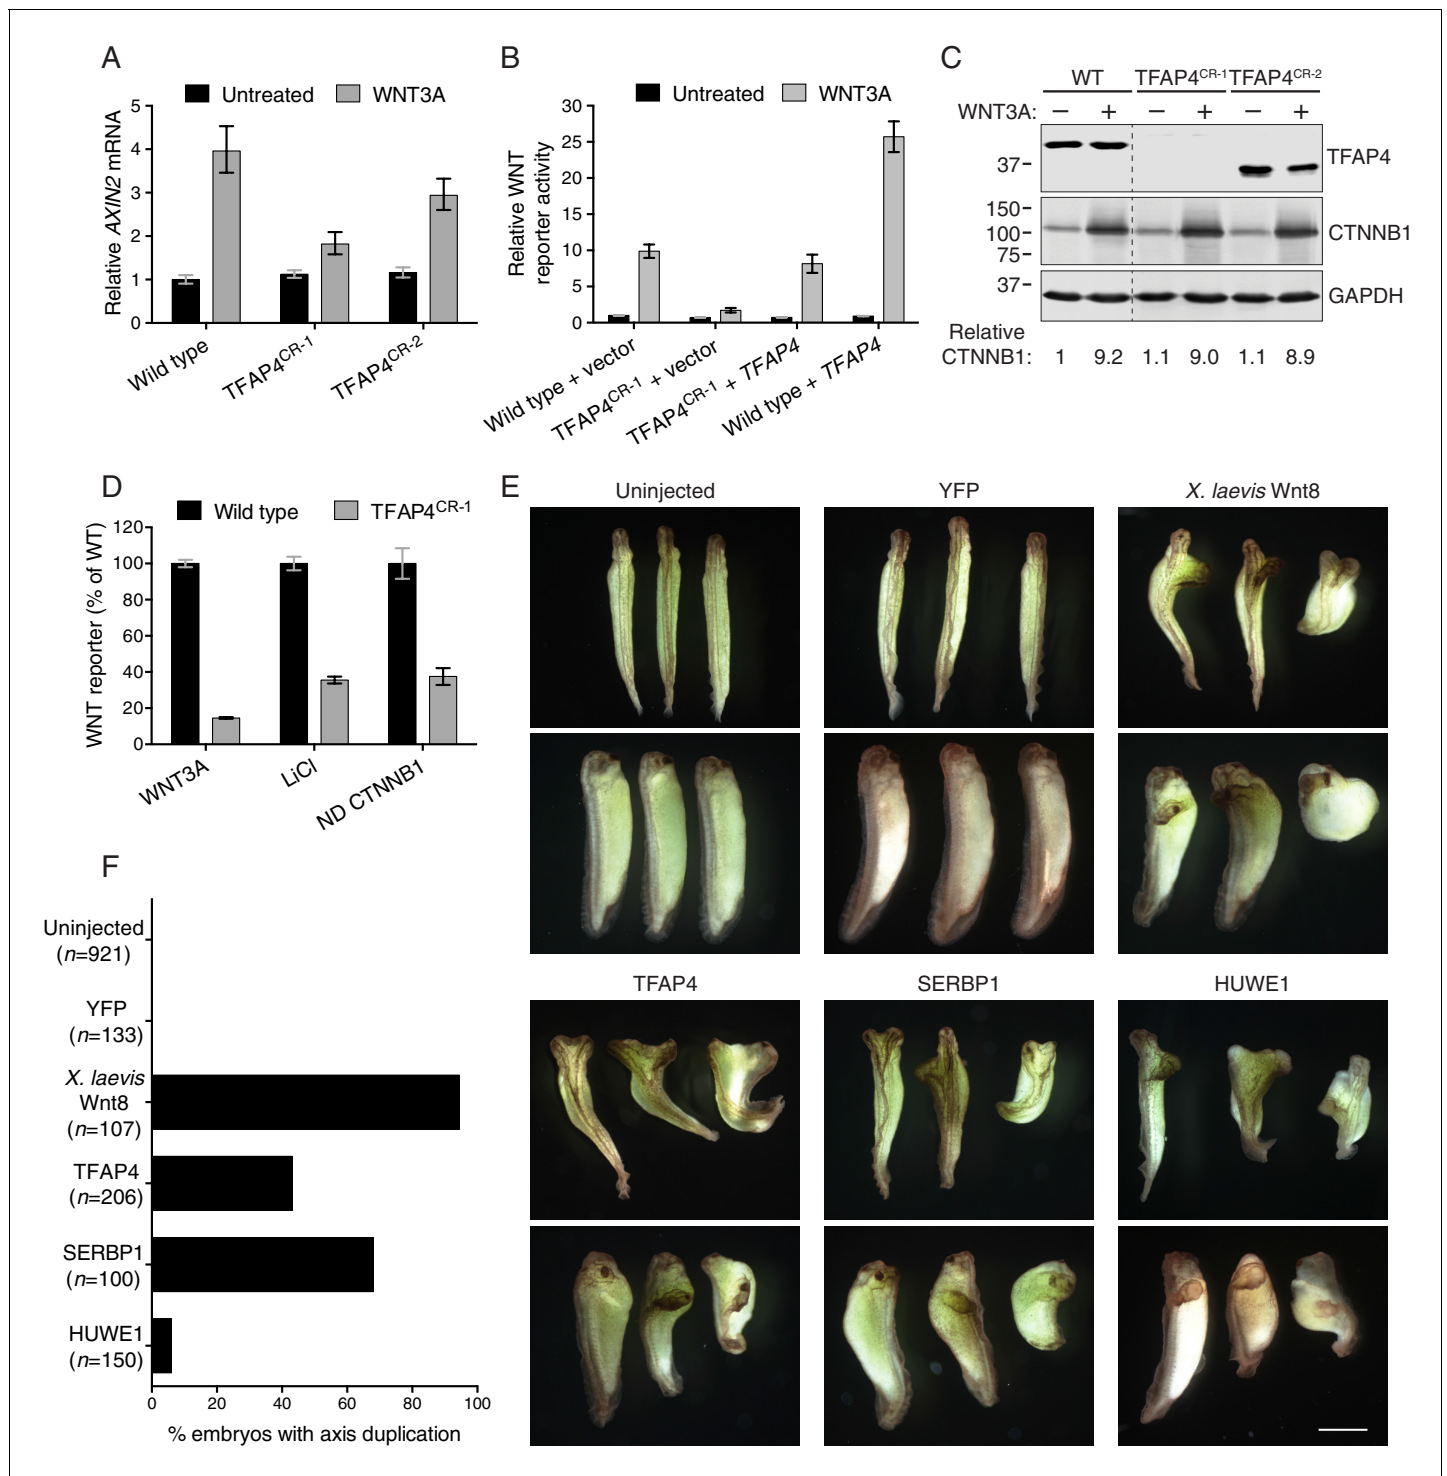 A
Untreated WNT3A
Relative AXIN2 mRNA
5
4
3
2
1
0
Wild type
TFAP4CR-1
TFAP4CR-2
B
Untreated WNT3A
Relative WNT
reporter activity
30
25
20
15
10
5
0
Wild type + vector
TFAP4CR-1 + vector
TFAP4CR-1 + TFAP4
Wild type + TFAP4
C
WT TFAP4CR-1 TFAP4CR-2
WNT3A: − + − + − +
37 TFAP4
150
100 CTNNB1
75
37 GAPDH
Relative
CTNNB1: 1 9.2 1.1 9.0 1.1 8.9
D
Wild type TFAP4CR-1
WNT reporter (% of WT)
120
100
80
60
40
20
0
WNT3A
LiCl
ND CTNNB1
E
Uninjected YFP X. laevis Wnt8
TFAP4 SERBP1 HUWE1
F
Uninjected
(n=921)
YFP
(n=133)
X. laevis
Wnt8
(n=107)
TFAP4
(n=206)
SERBP1
(n=100)
HUWE1
(n=150)
0 20 40 60 80 100
% embryos with axis duplication